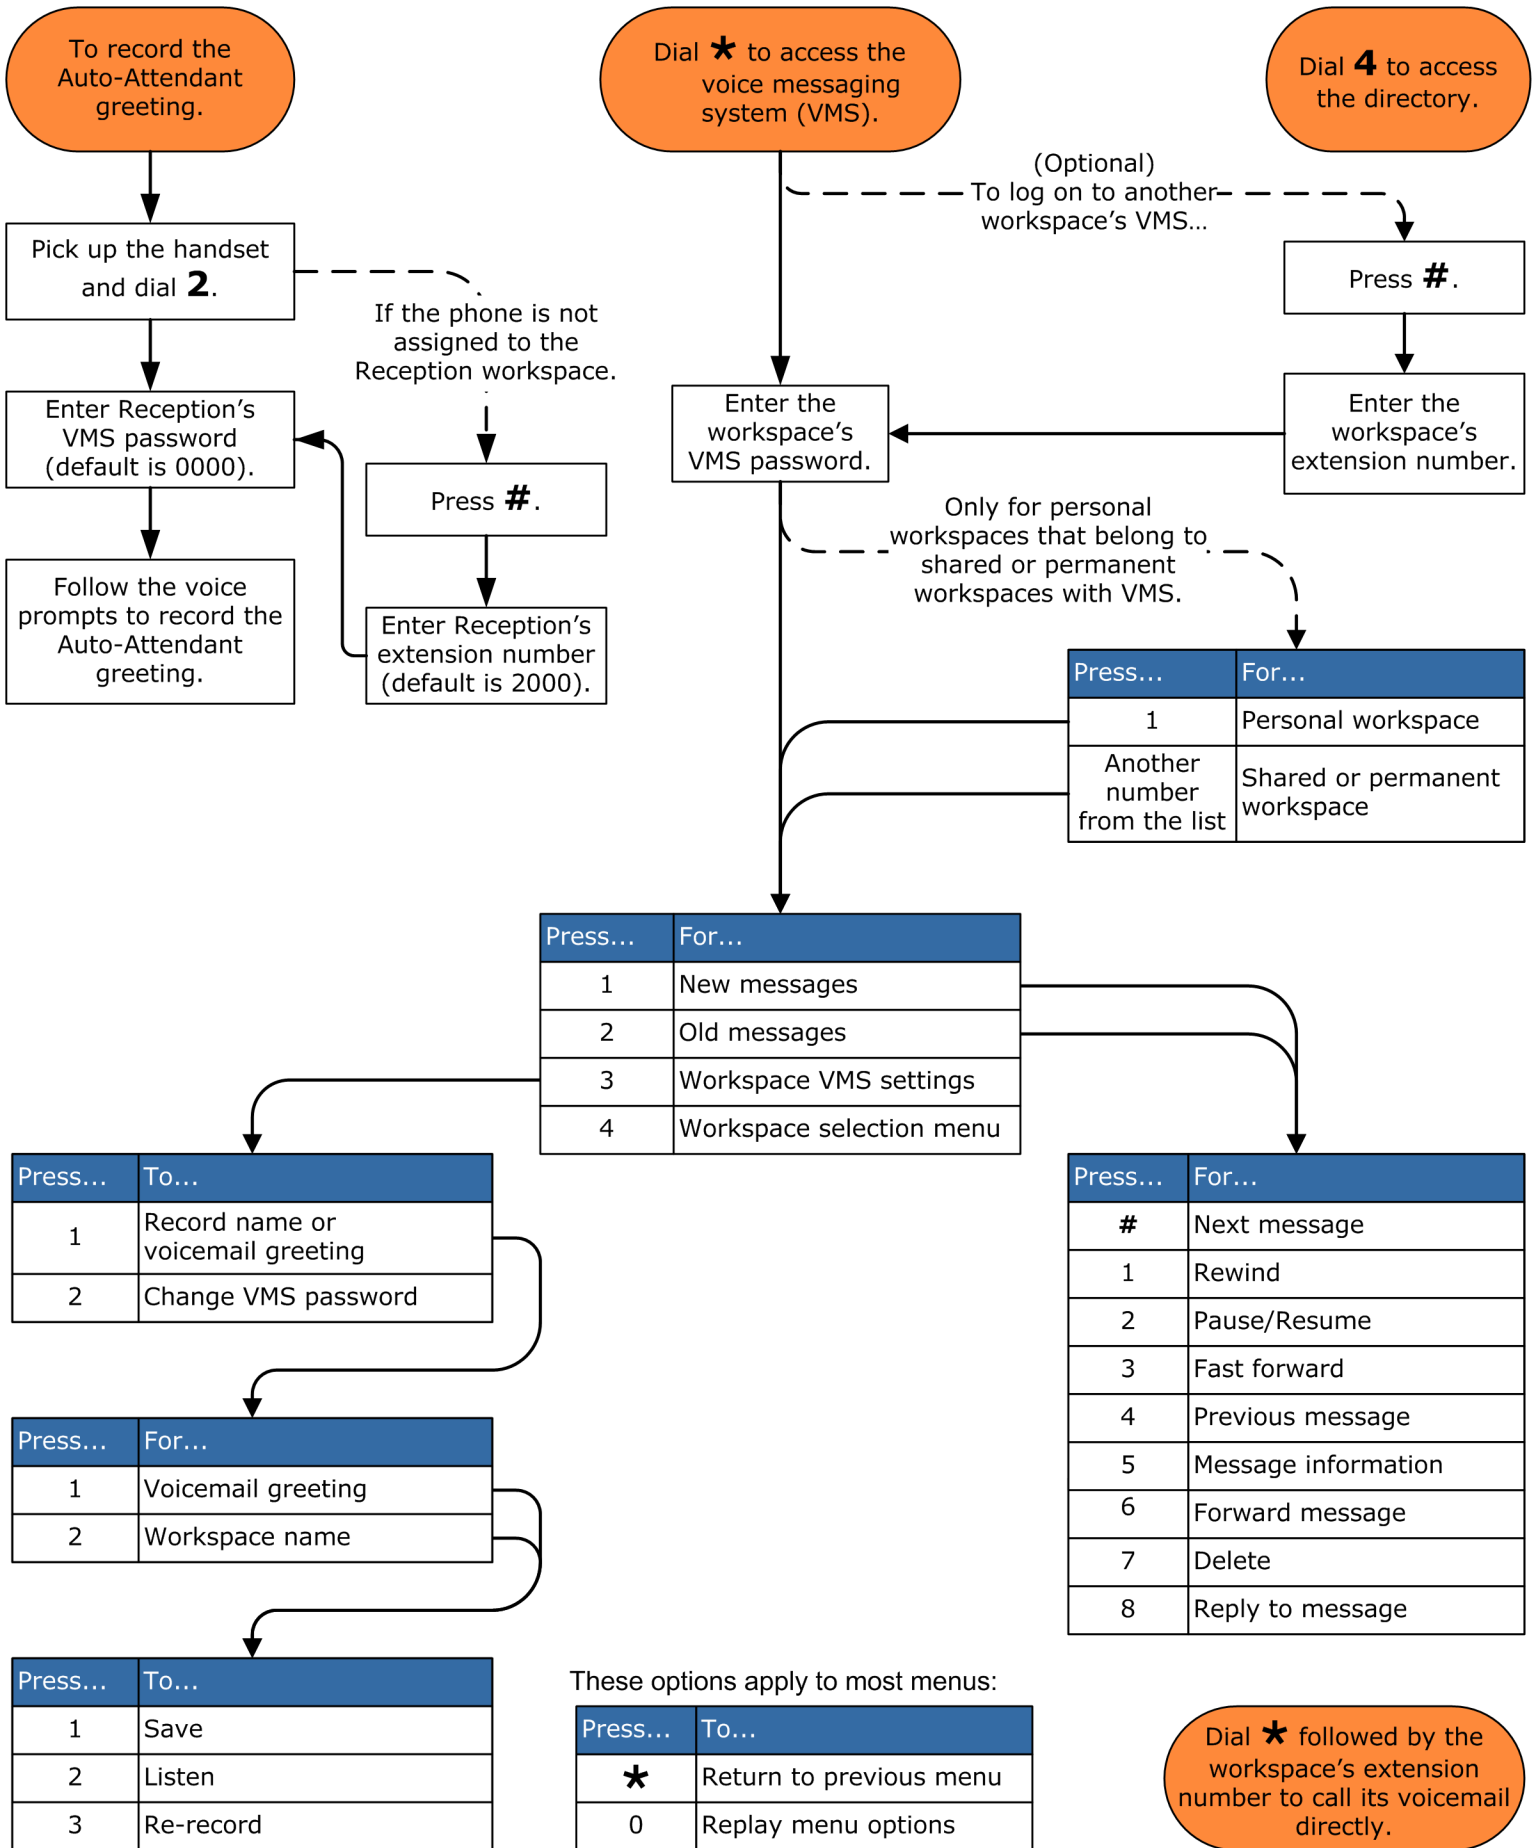 To record the
Auto-Attendant
greeting.
Pick up the handset
and dial 2.
If the phone is not
assigned to the
Reception workspace.
Enter Reception's
VMS password
(default is 0000).
Press #.
Follow the voice
prompts to record the
Auto-Attendant
greeting.
Enter Reception's
extension number
(default is 2000).
Dial * to access the
voice messaging
system (VMS).
Dial 4 to access
the directory.
(Optional)
To log on to another
workspace's VMS...
Press #.
Enter the
workspace's
VMS password.
Enter the
workspace's
extension number.
Only for personal
workspaces that belong to
shared or permanent
workspaces with VMS.
Press... For...
1 Personal workspace
Another
number
from the list
Shared or permanent
workspace
Press... For...
1 New messages
2 Old messages
3 Workspace VMS settings
4 Workspace selection menu
Press... To...
1 Record name or
voicemail greeting
2 Change VMS password
Press... For...
1 Voicemail greeting
2 Workspace name
Press... To...
1 Save
2 Listen
3 Re-record
Press... For...
# Next message
1 Rewind
2 Pause/Resume
3 Fast forward
4 Previous message
5 Message information
6 Forward message
7 Delete
8 Reply to message
These options apply to most menus:
Press... To...
* Return to previous menu
0 Replay menu options
Dial * followed by the
workspace's extension
number to call its voicemail
directly.